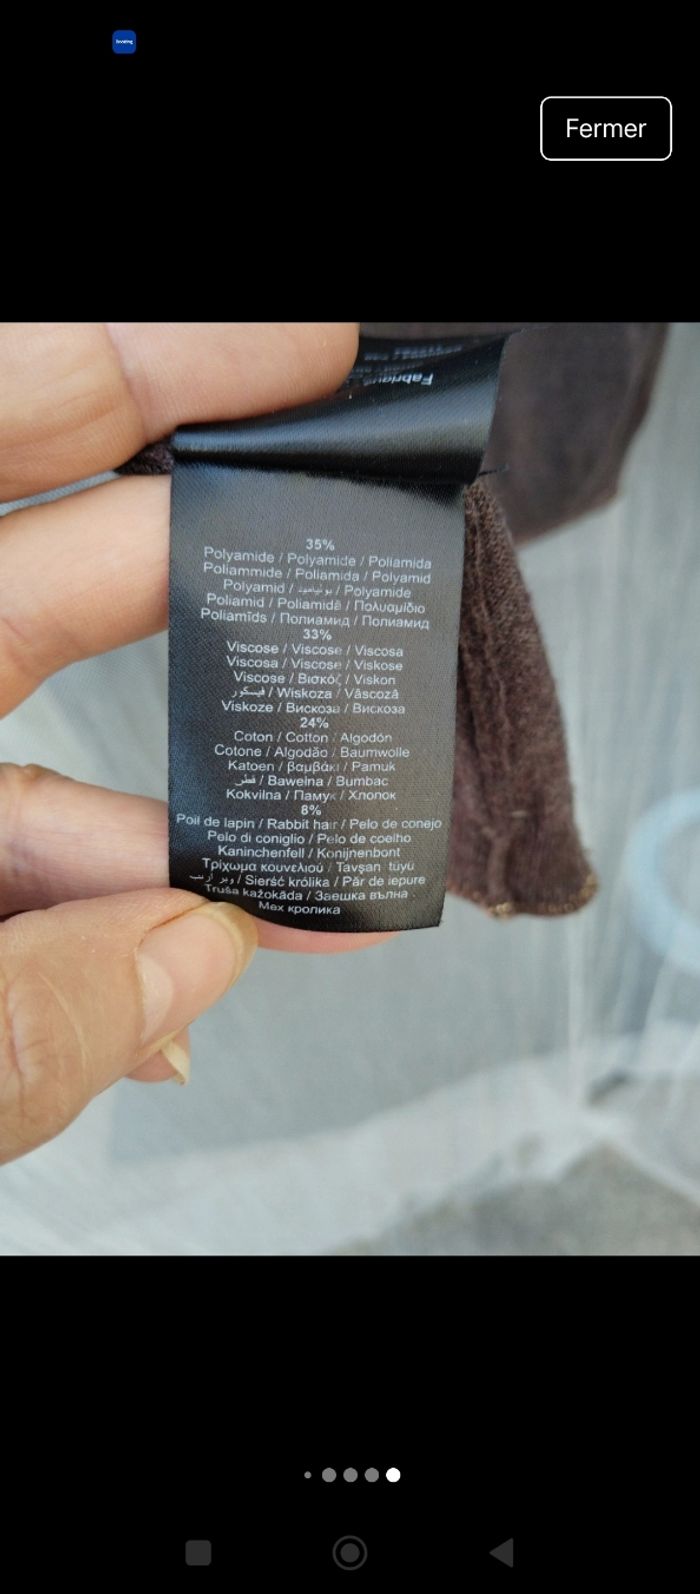 Fermer
Fabriqu
35%
Polyamide / Polyamide / Poliamida
Poliammide / Poliamida / Polyamid
Polyamid / بولياميد / Polyamide
Poliamid / Poliamidă / Πολυαμίδιο
Poliamīds / Полиамид / Полиамид
33%
Viscose / Viscose / Viscosa
Viscosa / Viscose / Viskose
Viscose / Βισκόζ / Viskon
فيسكوز / Wiskoza / Vâscoză
Viskoze / Вискоза / Вискоза
24%
Coton / Cotton / Algodón
Cotone / Algodão / Baumwolle
Katoen / βαμβάκι / Pamuk
قطن / Bawełna / Bumbac
Kokvilna / Памук / Хлопок
8%
Poil de lapin / Rabbit hair / Pelo de conejo
Pelo di coniglio / Pelo de coelho
Kaninchenfell / Konijnenbont
Τρίχωμα κουνελιού / Tavşan tüyü
وبر أرنب / Sierść królika / Păr de iepure
Truša kažokāda / Заешка вълна
Мех кролика